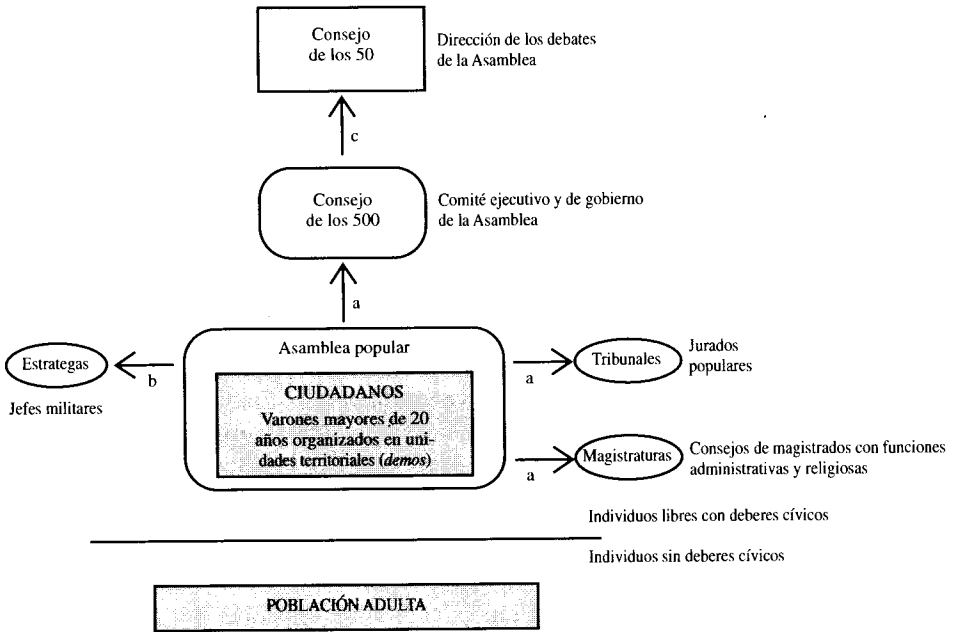 Consejo
de los 50
Dirección de los debates
de la Asamblea
c
Consejo
de los 500
Comité ejecutivo y de gobierno
de la Asamblea
a
Asamblea popular
Estrategas
b
Jefes militares
CIUDADANOS
Varones mayores de 20
años organizados en uni-
dades territoriales (demos)
a
Tribunales
Jurados
populares
a
Magistraturas
Consejos de magistrados con funciones
administrativas y religiosas
Individuos libres con deberes cívicos
Individuos sin deberes cívicos
POBLACIÓN ADULTA